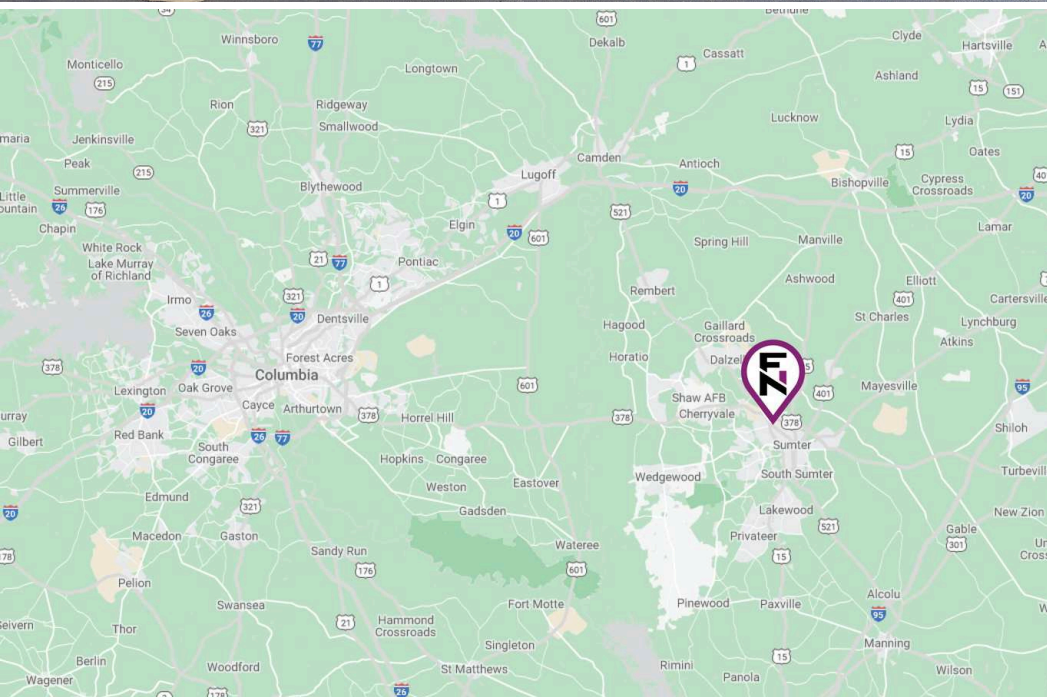 34
601
Bethune
Winnsboro
77
Dekalb
Clyde
Hartsville
Monticello
Longtown
1
Cassatt
Ashland
215
15
151
Rion
Ridgeway
321
Smallwood
Lucknow
Lydia
maria
Jenkinsville
15
Oates
Peak
Camden
Antioch
215
Lugoff
Bishopville
Cypress
Crossroads
40
Little
ountain
Summerville
26
176
Blythewood
1
20
20
Chapin
521
Elgin
20
601
Lamar
White Rock
Lake Murray
of Richland
21
77
Pontiac
Spring Hill
Manville
1
Ashwood
Elliott
Irmo
321
Rembert
401
Cartersville
26
20
Dentsville
Hagood
Gaillard
Crossroads
St Charles
Lynchburg
Seven Oaks
Atkins
Forest Acres
Horatio
Dalzell
FN
5
378
20
Columbia
601
Mayesville
95
Lexington
Oak Grove
Shaw AFB
401
Cayce
Arthurtown
378
Horrel Hill
378
Cherryvale
378
20
urray
Gilbert
Red Bank
26
77
Shiloh
South
Congaree
Hopkins
Congaree
Sumter
Weston
Eastover
Wedgewood
South Sumter
Turbevill
Edmund
321
Gadsden
Lakewood
New Zion
20
521
Macedon
Gaston
Privateer
Gable
301
Cross
178
Sandy Run
Wateree
15
176
601
Pelion
Alcolu
Swansea
Fort Motte
Pinewood
Paxville
95
21
Hammond
Crossroads
Seivern
Thor
Singleton
Manning
Berlin
Woodford
St Matthews
Rimini
15
Wilson
Wagener
Panola
178
26